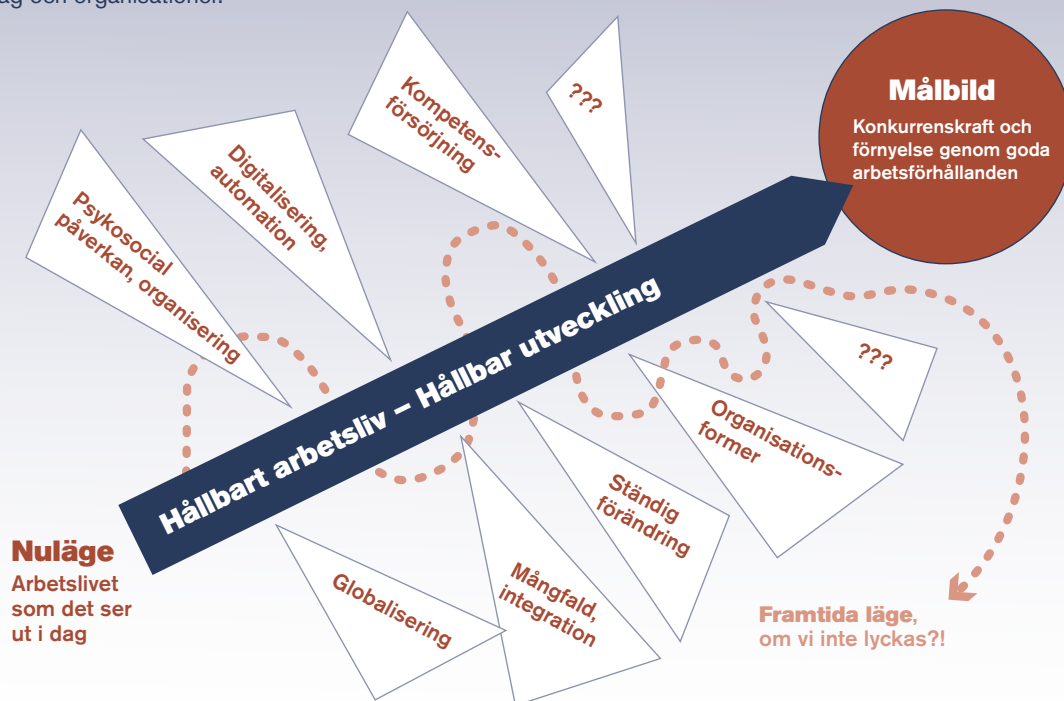 och organisationer.
Målbild
Konkurrenskraft och
förnyelse genom goda
arbetsförhållanden
Psykosocial
påverkan, organisering
Digitalisering,
automation
Kompetens-
försörjning
???
Hållbart arbetsliv – Hållbar utveckling
???
Organisations-
former
Ständig
förändring
Mångfald,
integration
Globalisering
Nuläge
Arbetslivet
som det ser
ut i dag
Framtida läge,
om vi inte lyckas?!